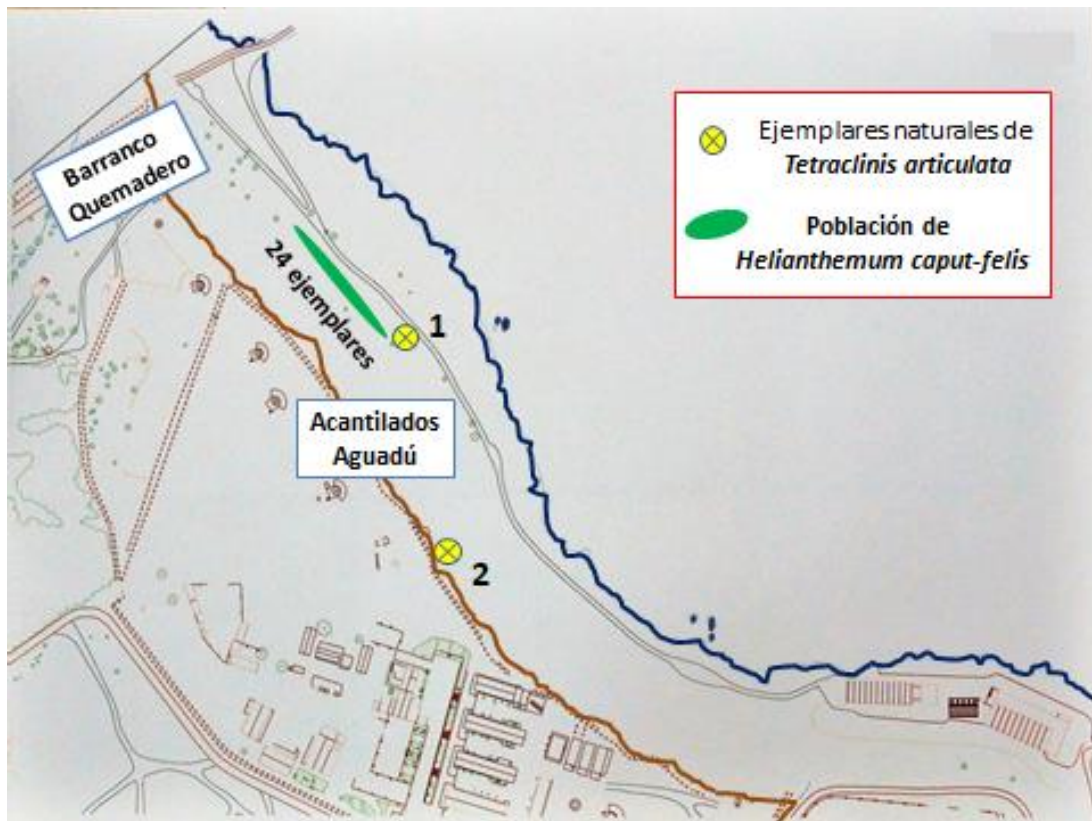 Barranco
Quemadero
24 ejemplares
1
Acantilados
Aguadú
2
Ejemplares naturales de
Tetraclinis articulata
Población de
Helianthemum caput-felis